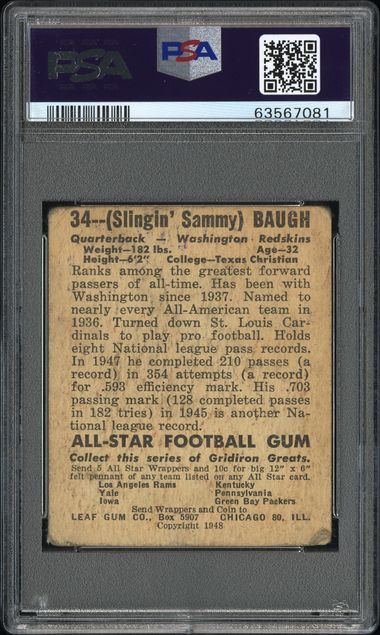 PSA
PSA
63567081
34--(Slingin' Sammy) BAUGH
Quarterback — Washington Redskins
Weight—182 lbs. Age—32
Height—6'2" College—Texas Christian
Ranks among the greatest forward
passers of all-time. Has been with
Washington since 1937. Named to
nearly every All-American team in
1936. Turned down St. Louis Car-
dinals to play pro football. Holds
eight National league pass records.
In 1947 he completed 210 passes (a
record) in 354 attempts (a record)
for .593 efficiency mark. His .703
passing mark (128 completed passes
in 182 tries) in 1945 is another Na-
tional league record.
ALL-STAR FOOTBALL GUM
Collect this series of Gridiron Greats.
Send 5 All Star Wrappers and 10c for big 12" x 6"
felt pennant of any team listed on any All Star card.
Los Angeles Rams Kentucky
Yale Pennsylvania
Iowa Green Bay Packers
Send Wrappers and Coin to
LEAF GUM CO., Box 5907 CHICAGO 80, ILL.
Copyright 1948